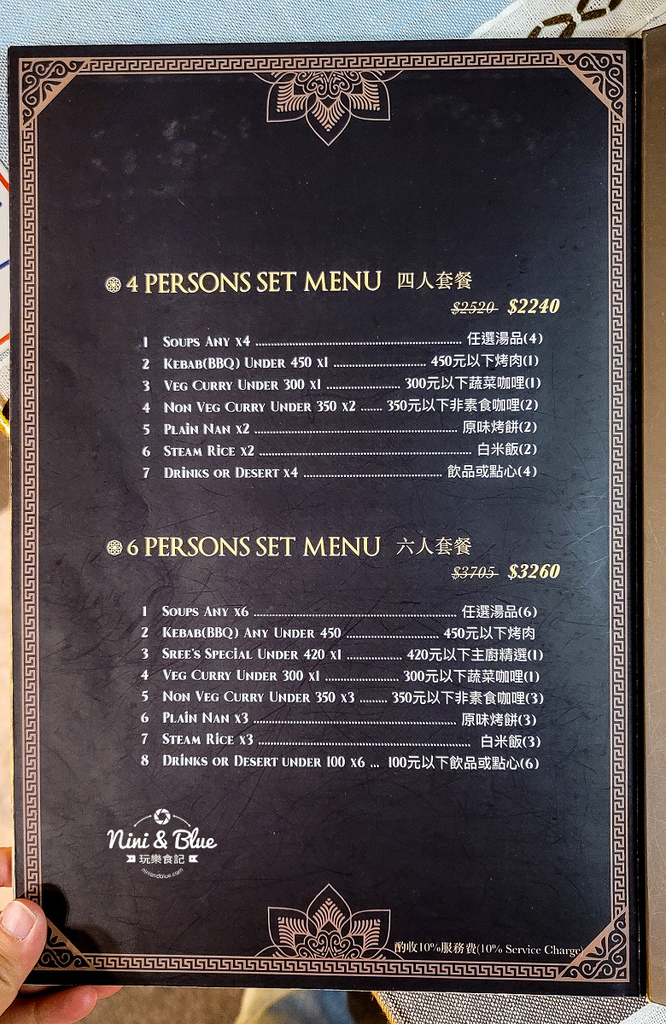 4 PERSONS SET MENU 四人套餐
$2520 $2240
1 SOUPS ANY X4 任選湯品(4)
2 KEBAB(BBQ) UNDER 450 X1 450元以下烤肉(1)
3 VEG CURRY UNDER 300 X1 300元以下蔬菜咖哩(1)
4 NON VEG CURRY UNDER 350 X2 350元以下非素食咖哩(2)
5 PLAIN NAN X2 原味烤餅(2)
6 STEAM RICE X2 白米飯(2)
7 DRINKS OR DESERT X4 飲品或點心(4)
6 PERSONS SET MENU 六人套餐
$3705 $3260
1 SOUPS ANY X6 任選湯品(6)
2 KEBAB(BBQ) ANY UNDER 450 450元以下烤肉
3 SREE'S SPECIAL UNDER 420 X1 420元以下主廚精選(1)
4 VEG CURRY UNDER 300 X1 300元以下蔬菜咖哩(1)
5 NON VEG CURRY UNDER 350 X3 350元以下非素食咖哩(3)
6 PLAIN NAN X3 原味烤餅(3)
7 STEAM RICE X3 白米飯(3)
8 DRINKS OR DESERT UNDER 100 X6 100元以下飲品或點心(6)
Nini & Blue
玩樂食記
niniandblue.com
酌收10%服務費(10% Service Charge)